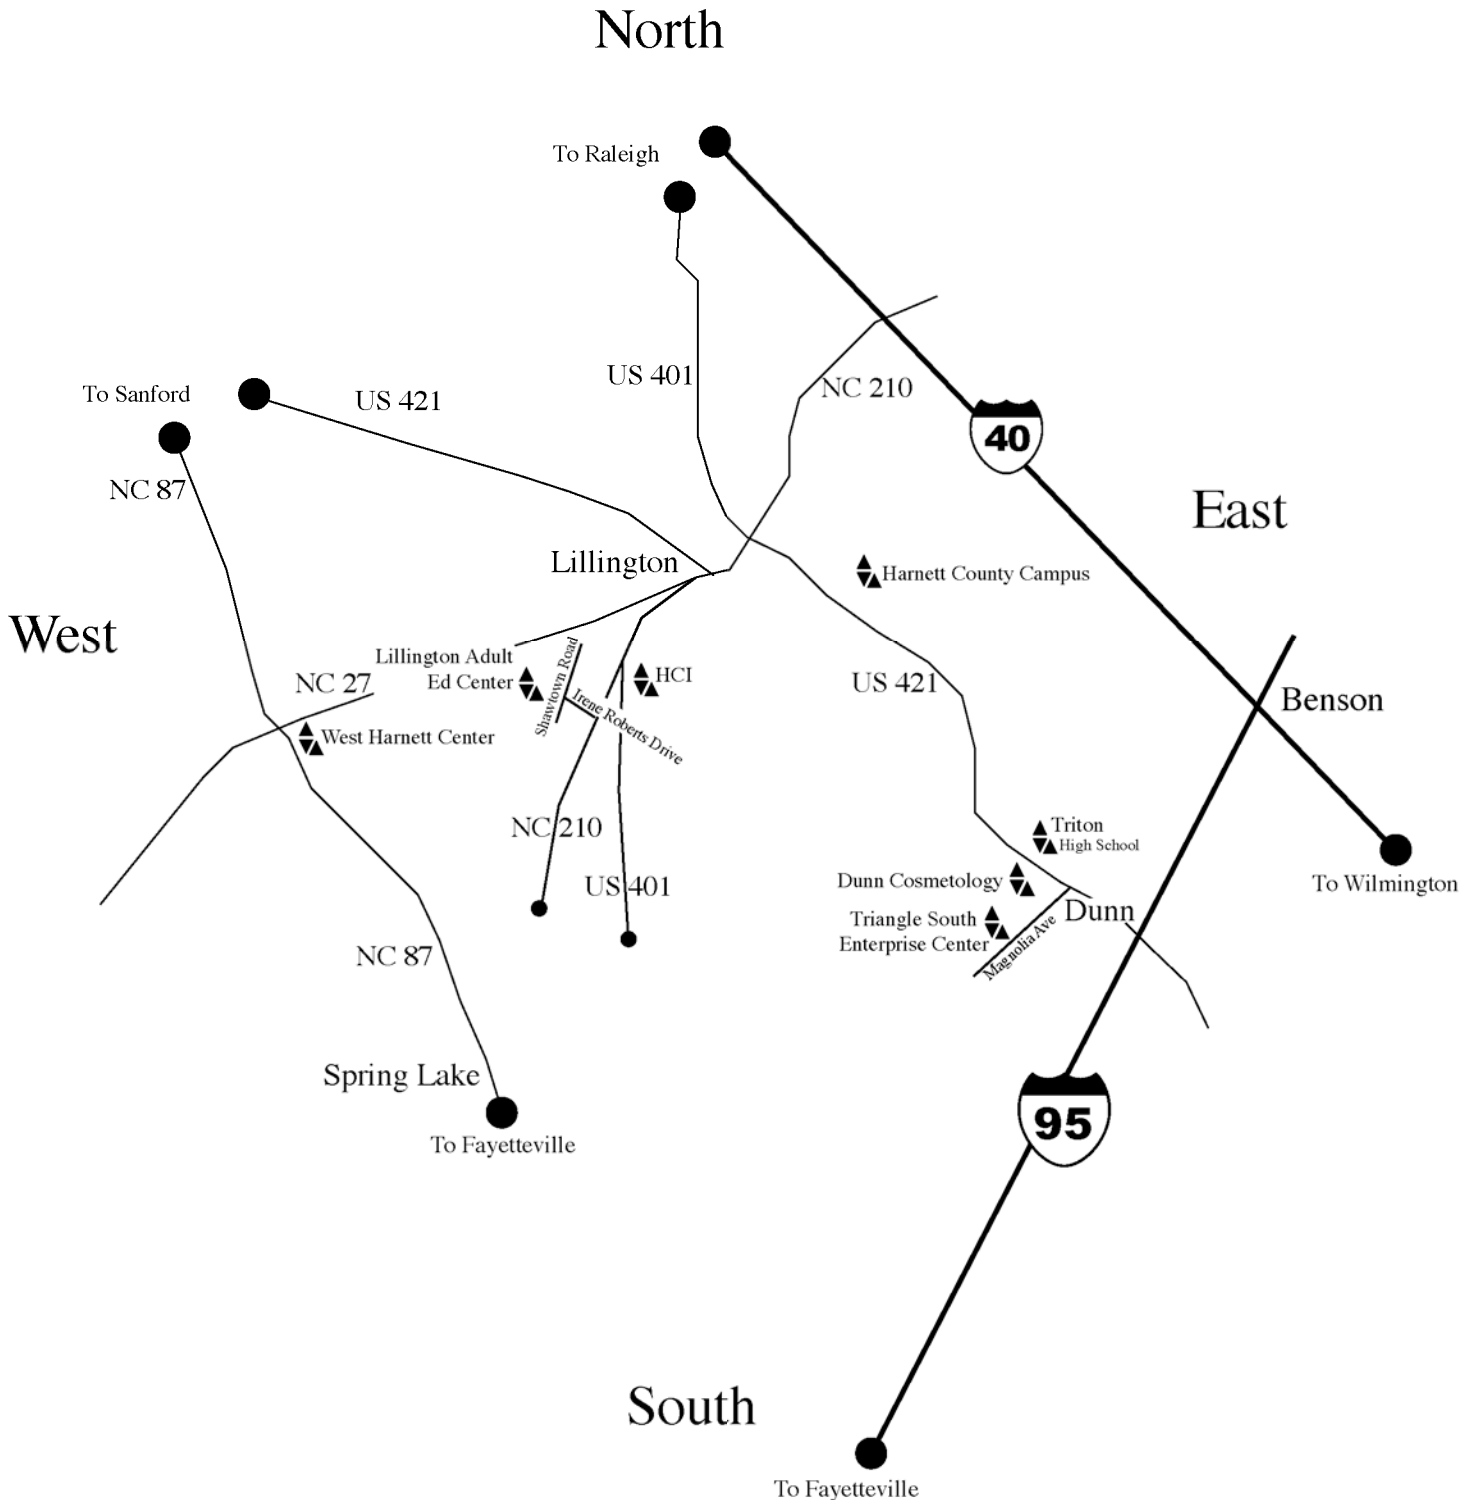 North
To Raleigh
US 401
NC 210
To Sanford
US 421
40
NC 87
East
Lillington
Harnett County Campus
West
Lillington Adult
Ed Center
Shawtown Road
HCI
NC 27
US 421
Irene Roberts Drive
Benson
West Harnett Center
NC 210
Triton
High School
US 401
Dunn Cosmetology
To Wilmington
Triangle South
Enterprise Center
Dunn
Magnolia Ave
NC 87
Spring Lake
95
To Fayetteville
South
To Fayetteville